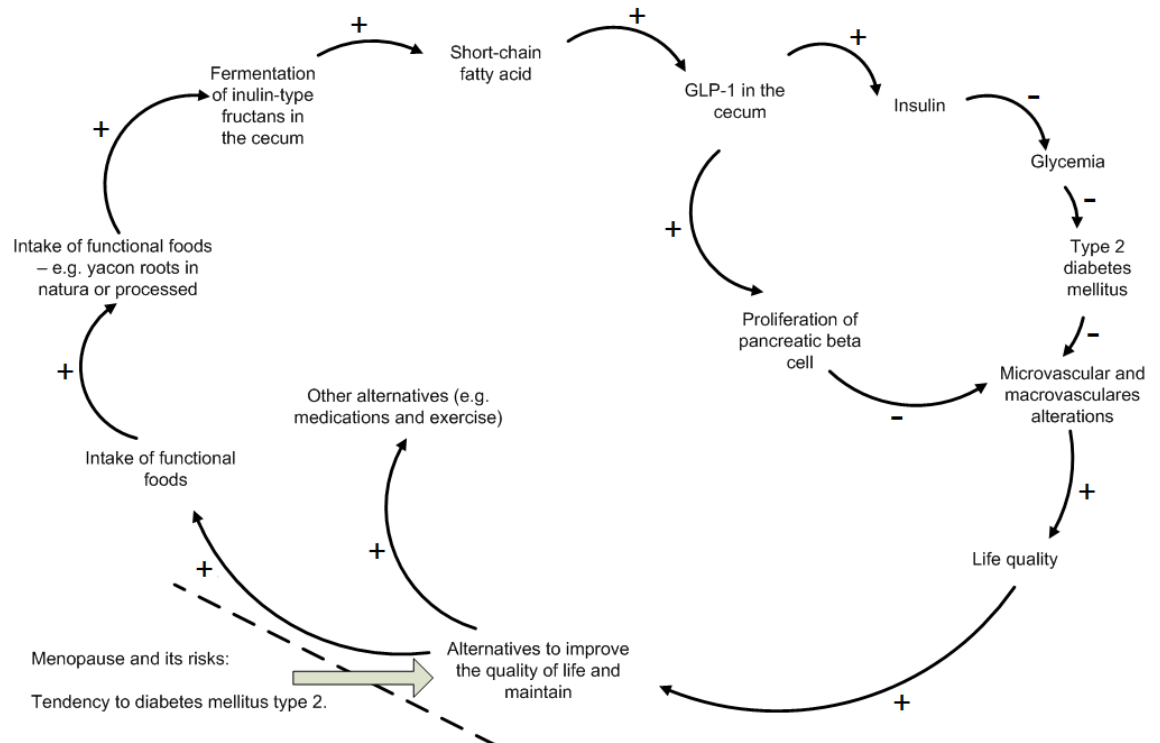 +
Fermentation
of inulin-type
fructans in
the cecum
+
Short-chain
fatty acid
+
GLP-1 in the
cecum
+
Insulin
-
Glycemia
-
Type 2
diabetes
mellitus
-
Microvascular and
macrovasculares
alterations
+
Proliferation of
pancreatic beta
cell
-
+
Life quality
+
Alternatives to improve
the quality of life and
maintain
+
Other alternatives (e.g.
medications and exercise)
+
Intake of functional
foods
+
Intake of functional foods
– e.g. yacon roots in
natura or processed
Menopause and its risks:
Tendency to diabetes mellitus type 2.